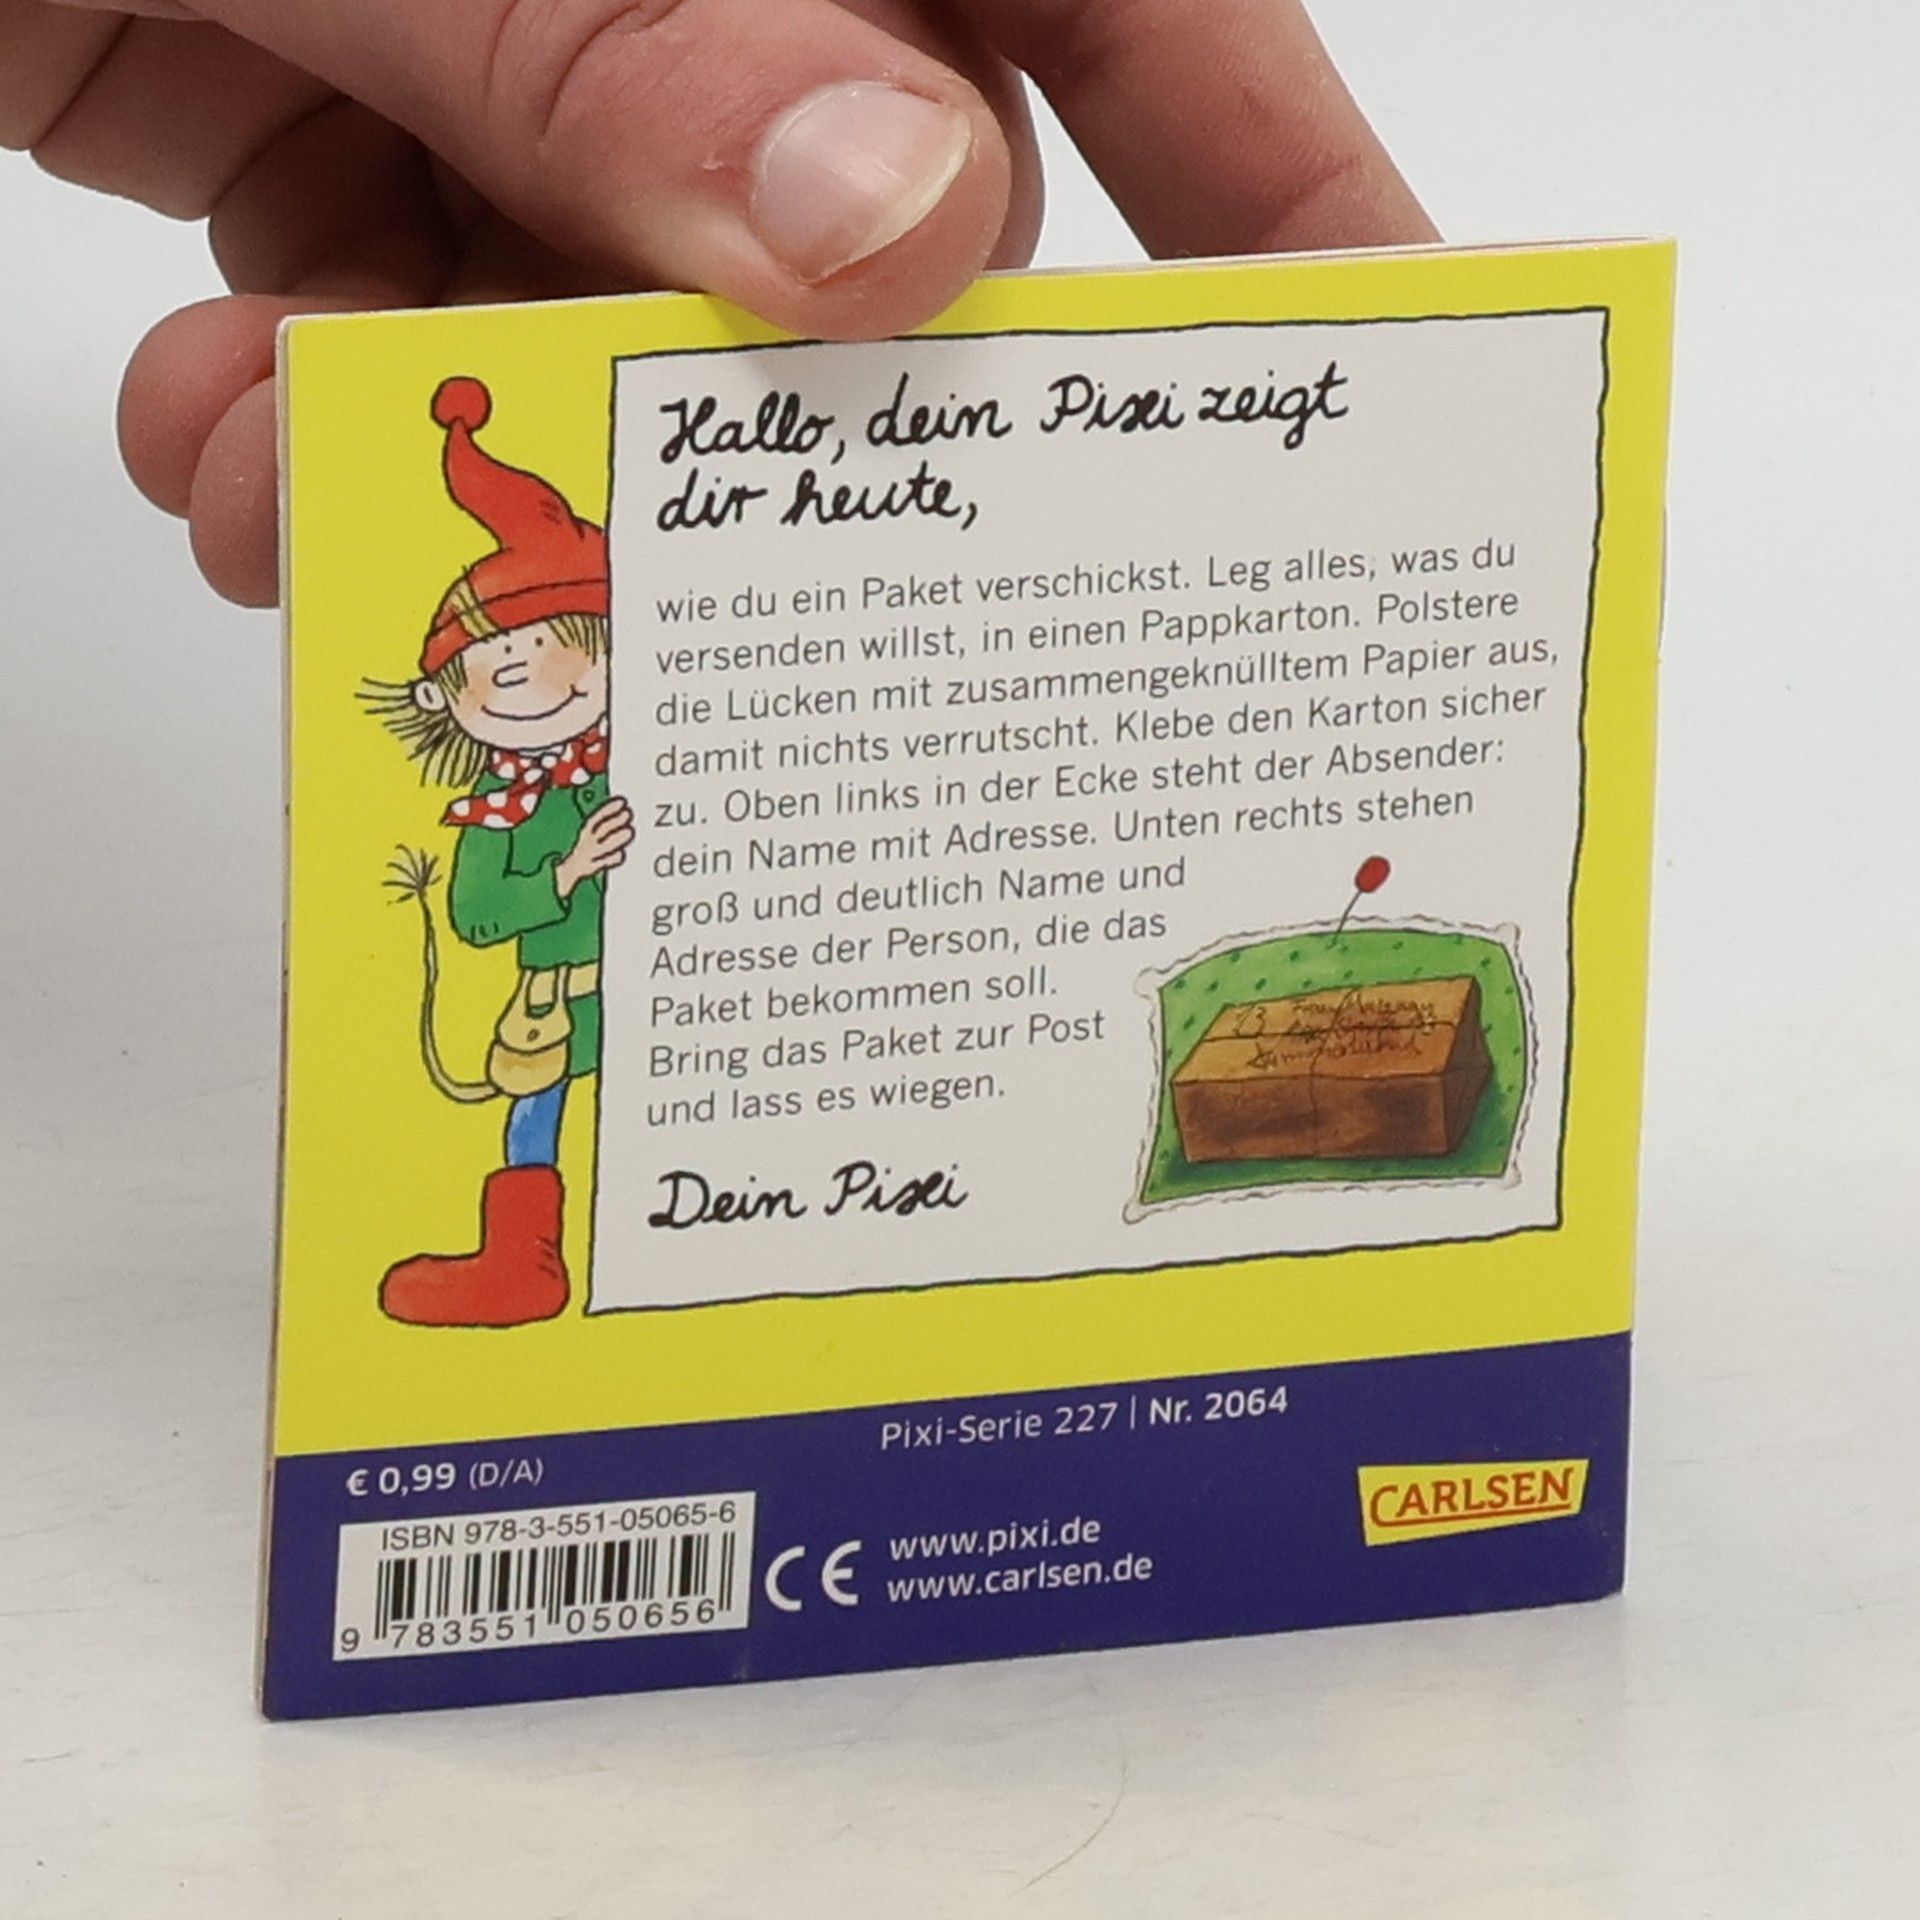 Hallo, dein Pixi zeigt
dir heute,
wie du ein Paket verschickst. Leg alles, was du
versenden willst, in einen Pappkarton. Polstere
die Lücken mit zusammengeknülltem Papier aus,
damit nichts verrutscht. Klebe den Karton sicher
zu. Oben links in der Ecke steht der Absender:
dein Name mit Adresse. Unten rechts stehen
groß und deutlich Name und
Adresse der Person, die das
Paket bekommen soll.
Bring das Paket zur Post
und lass es wiegen.
Dein Pixi
Pixi-Serie 227 | Nr. 2064
€ 0,99 (D/A)
ISBN 978-3-551-05065-6
9 783551 050656
CE
www.pixi.de
www.carlsen.de
CARLSEN